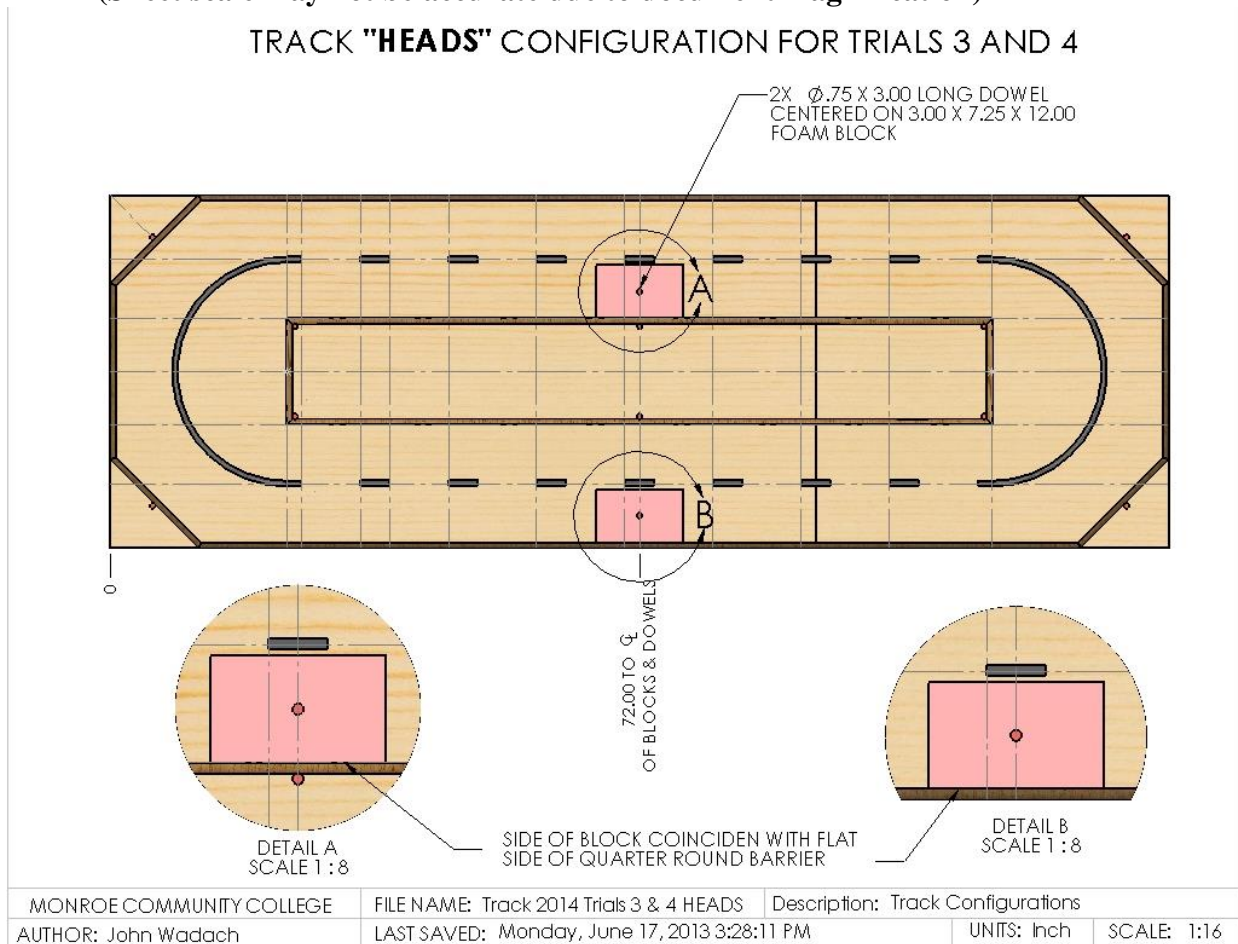 TRACK "HEADS" CONFIGURATION FOR TRIALS 3 AND 4
2X Ø.75 X 3.00 LONG DOWEL
CENTERED ON 3.00 X 7.25 X 12.00
FOAM BLOCK
A
B
0
72.00 TO ℄
OF BLOCKS & DOWELS
DETAIL A
SCALE 1 : 8
SIDE OF BLOCK COINCIDEN WITH FLAT
SIDE OF QUARTER ROUND BARRIER
DETAIL B
SCALE 1 : 8
MONROE COMMUNITY COLLEGE
FILE NAME: Track 2014 Trials 3 & 4 HEADS
Description: Track Configurations
AUTHOR: John Wadach
LAST SAVED: Monday, June 17, 2013 3:28:11 PM
UNITS: Inch
SCALE: 1:16